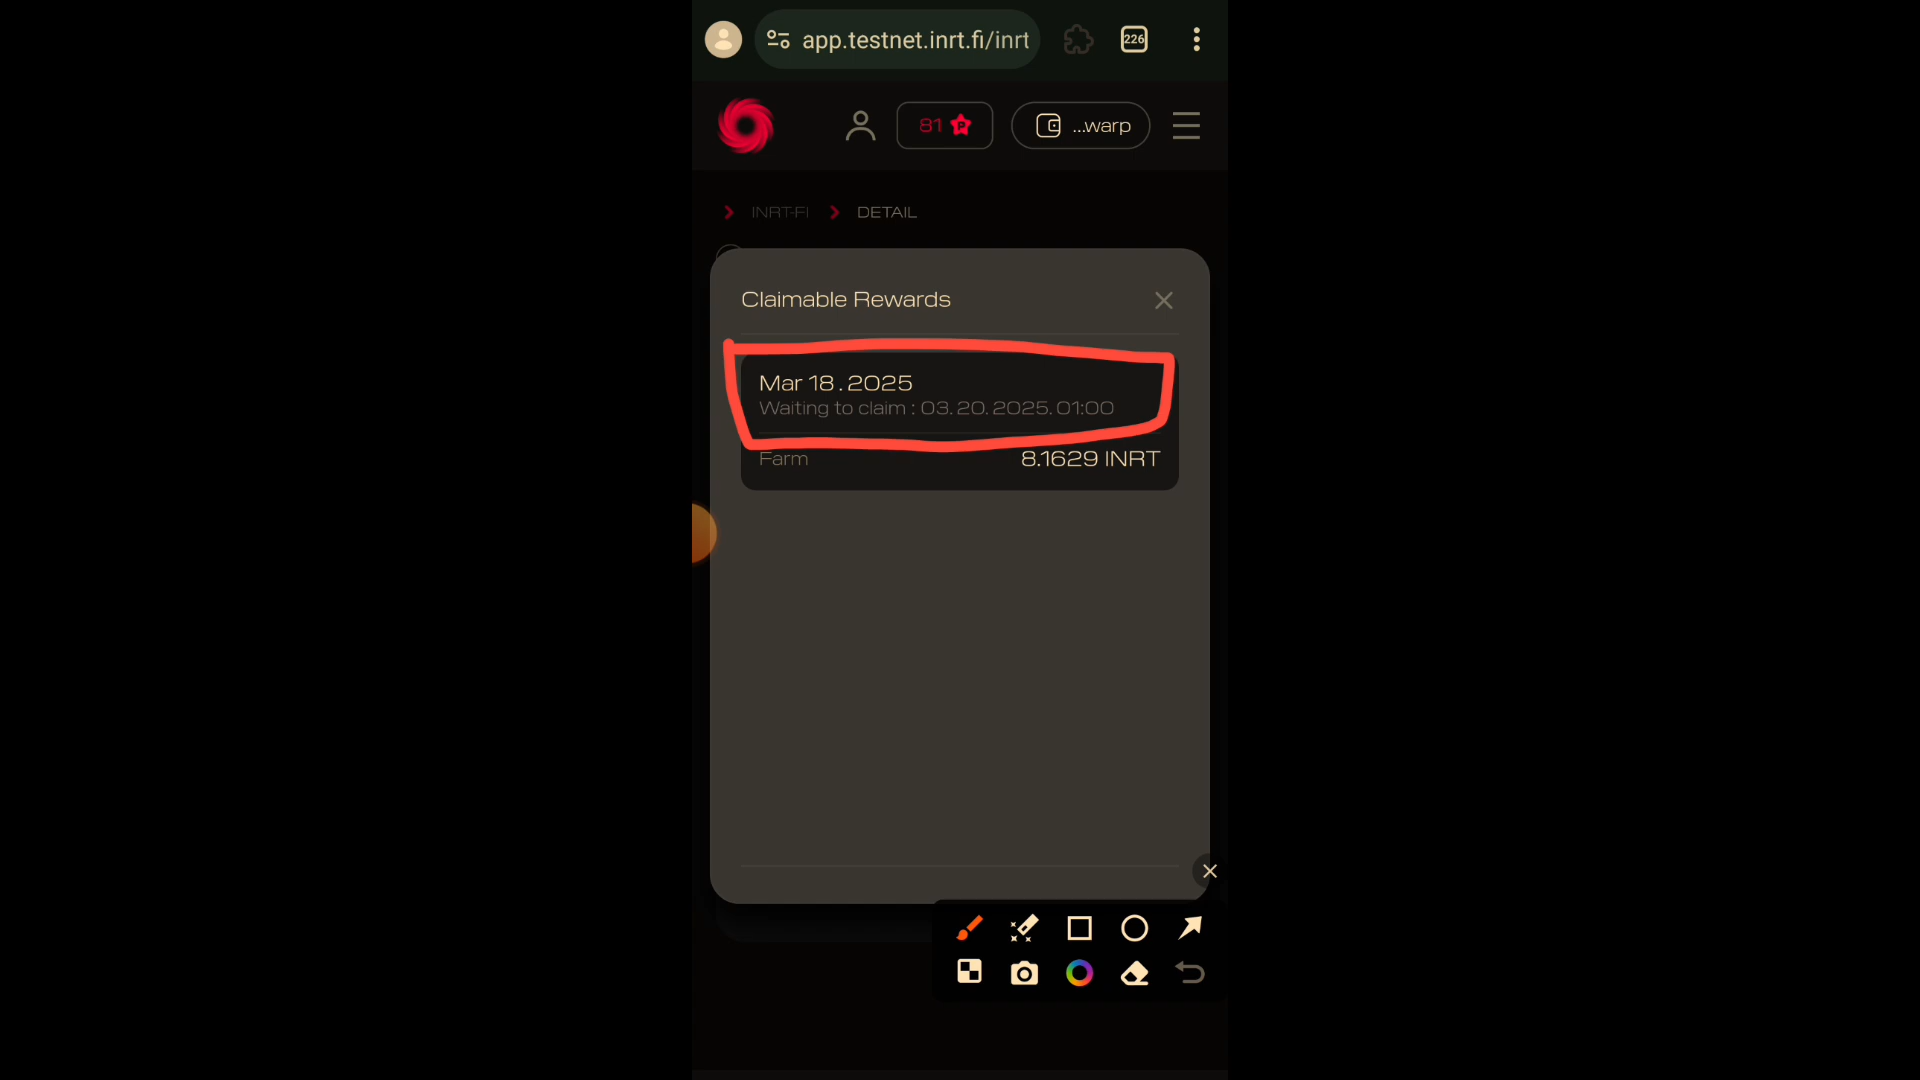 app.testnet.inrt.fi/inrt
226
81 P
...warp
INRT-FI DETAIL
Claimable Rewards
Mar 18.2025
Waiting to claim : 03.20.2025.01:00
Farm 8.1629 INRT